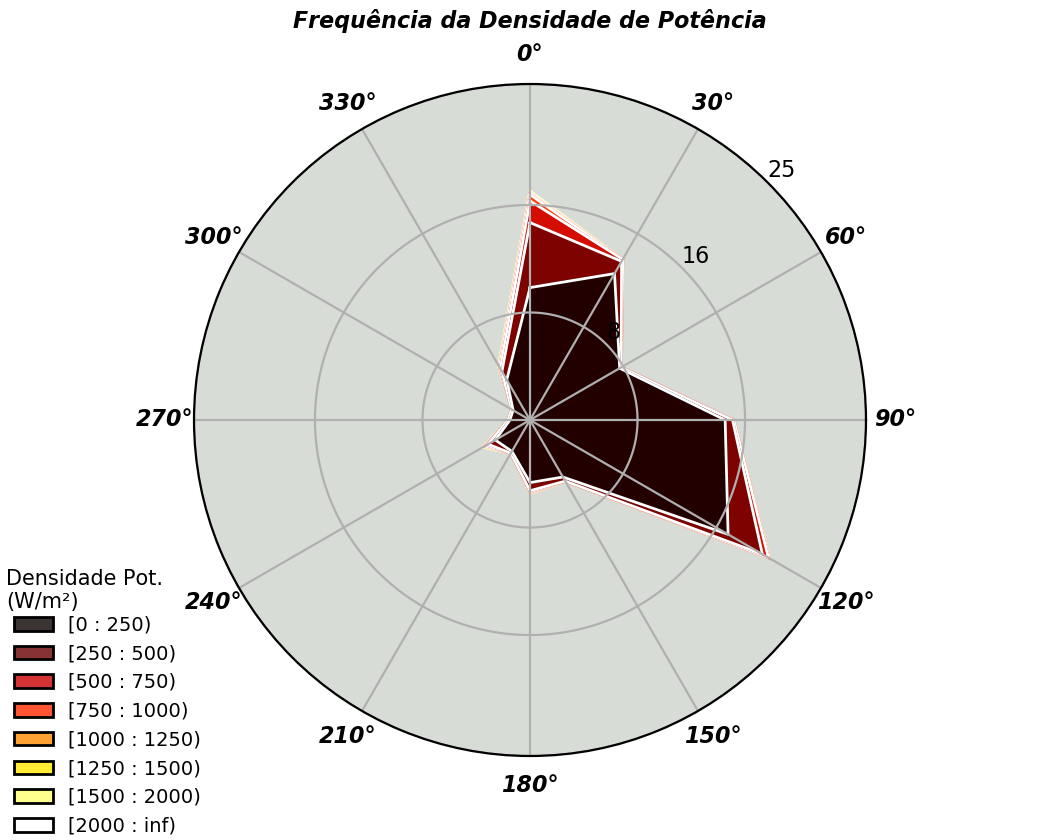 Frequência da Densidade de Potência
0°
330°
30°
25
300°
60°
16
8
270°
90°
240°
120°
210°
150°
180°
Densidade Pot.
(W/m²)
[0 : 250)
[250 : 500)
[500 : 750)
[750 : 1000)
[1000 : 1250)
[1250 : 1500)
[1500 : 2000)
[2000 : inf)